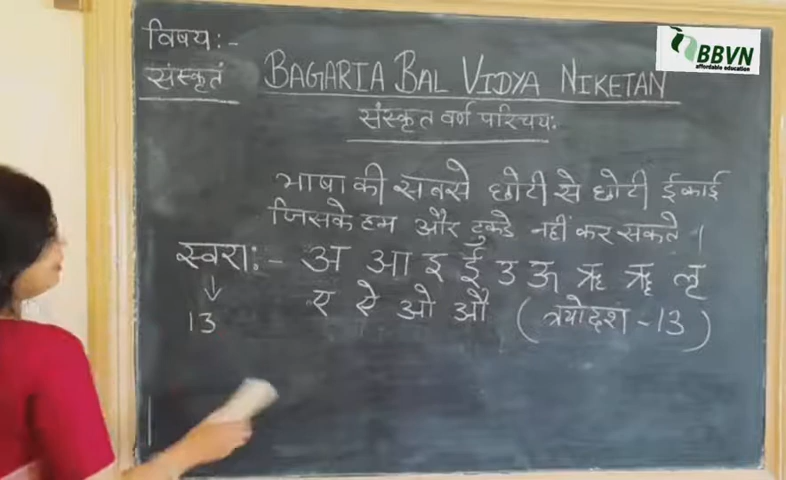 विषय:-
संस्कृतं
BAGARIA BAL VIDYA NIKETAN
BBVN
affordable education
संस्कृत वर्ण परिचय:
भाषा की सबसे छोटी से छोटी ईकाई
जिसके हम और टुकडे नहीं कर सकते ।
स्वरा:- अ आ इ ई उ ऊ ऋ ॠ लृ
13 ए ऐ ओ औ ( त्रयोदश - 13 )